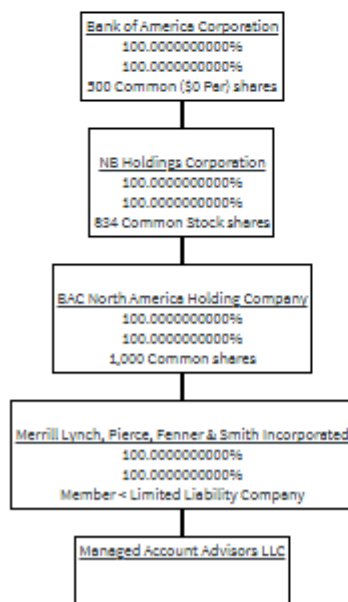 Bank of America Corporation
100.0000000000%
100.0000000000%
300 Common ($0 Par) shares
NB Holdings Corporation
100.0000000000%
100.0000000000%
834 Common Stock shares
BAC North America Holding Company
100.0000000000%
100.0000000000%
1,000 Common shares
Merrill Lynch, Pierce, Fenner & Smith Incorporated
100.0000000000%
100.0000000000%
Member < Limited Liability Company
Managed Account Advisors LLC